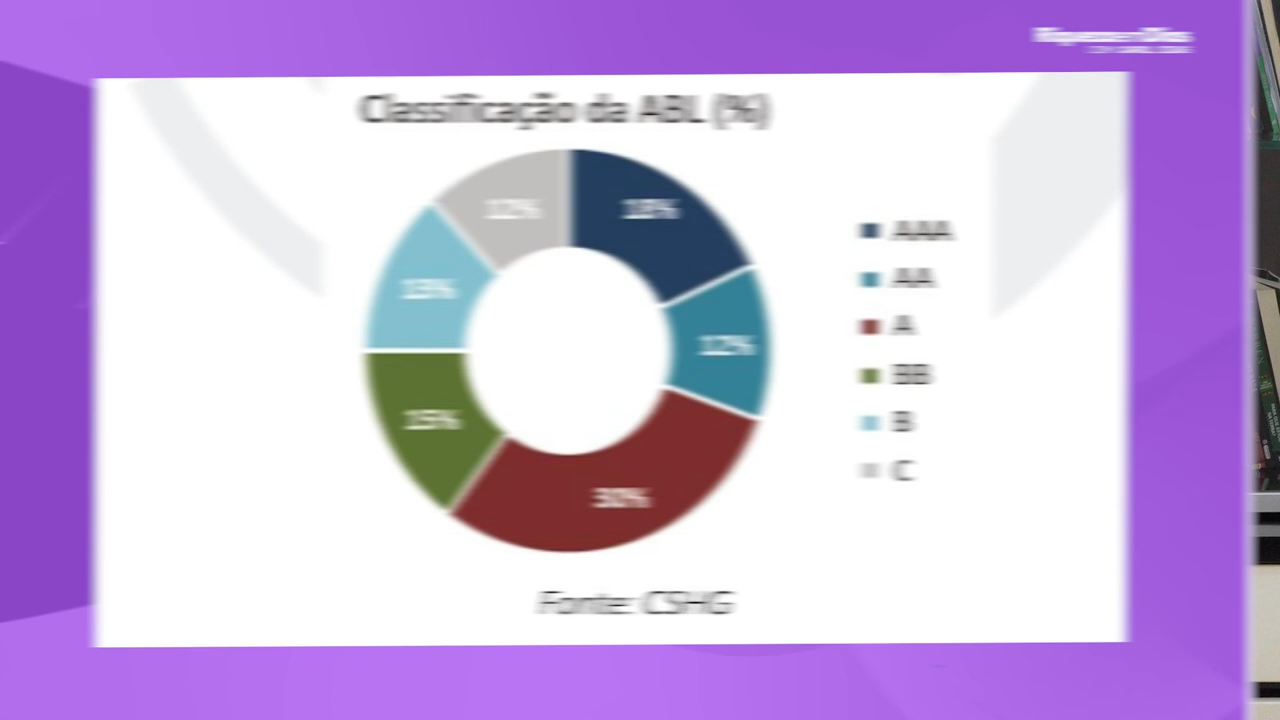 Classificação da ABL (%)
12%
18%
AAA
AA
13%
12%
A
BB
15%
B
C
30%
Fonte: CSHG